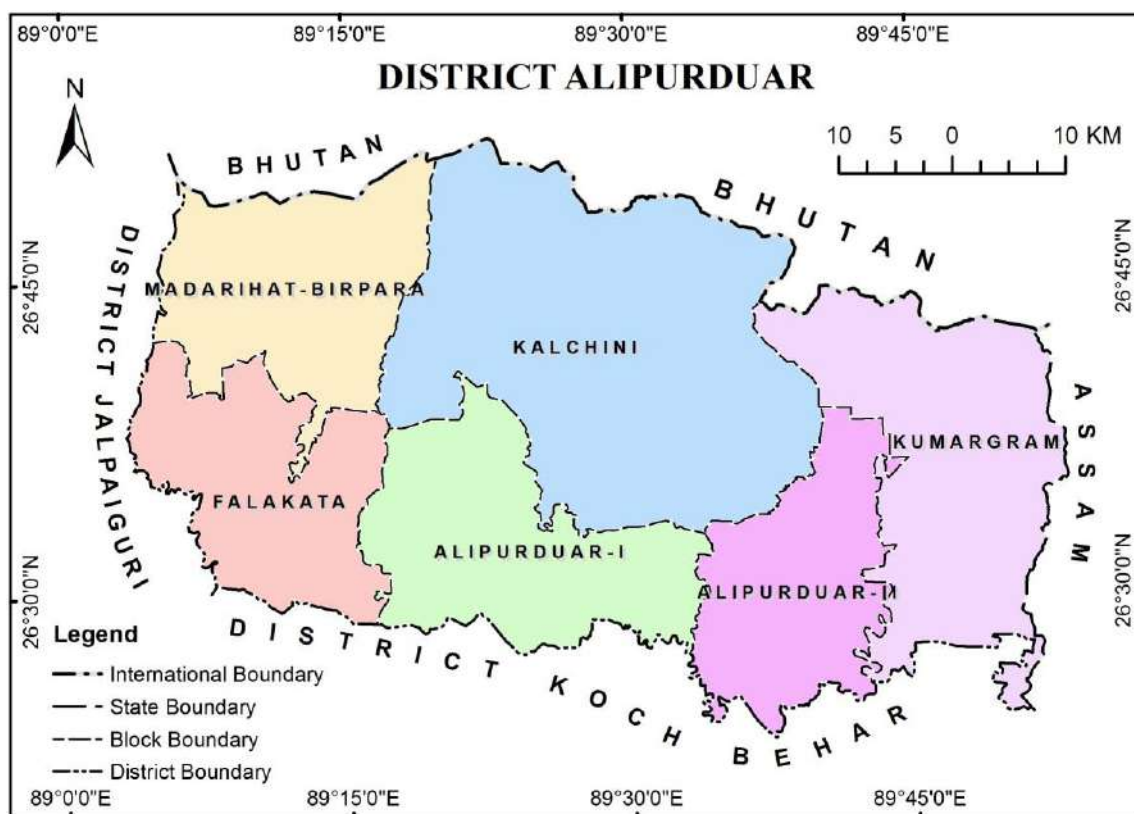 89°0'0"E 89°15'0"E 89°30'0"E 89°45'0"E
DISTRICT ALIPURDUAR
N
10 5 0 10 KM
BHUTAN
BHUTAN
26°45'0"N
26°45'0"N
DISTRICT JALPAIGURI
MADARIHAT-BIRPARA
KALCHINI
ASSAM
KUMARGRAM
FALAKATA
ALIPURDUAR-I
ALIPURDUAR-II
26°30'0"N
26°30'0"N
DISTRICT KOCH BEHAR
Legend
International Boundary
State Boundary
Block Boundary
District Boundary
89°0'0"E 89°15'0"E 89°30'0"E 89°45'0"E